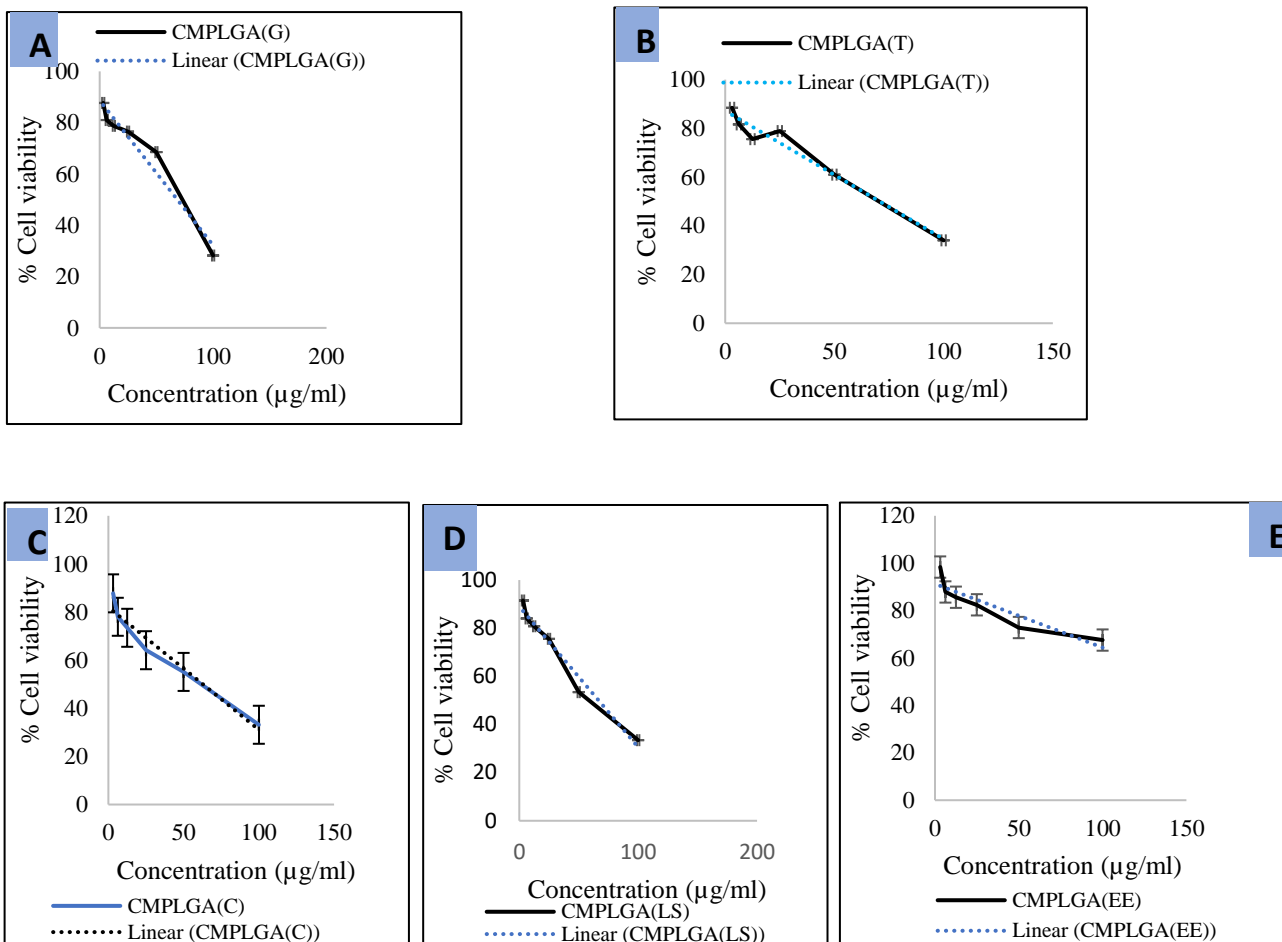 A
CMPLGA(G)
Linear (CMPLGA(G))
100
80
60
40
20
0
% Cell viability
0 100 200
Concentration (µg/ml)
B
CMPLGA(T)
Linear (CMPLGA(T))
100
80
60
40
20
0
% Cell viability
0 50 100 150
Concentration (µg/ml)
C
120
100
80
60
40
20
0
% Cell viability
0 50 100 150
Concentration (µg/ml)
CMPLGA(C)
Linear (CMPLGA(C))
D
100
80
60
40
20
0
% Cell viability
0 100 200
Concentration (µg/ml)
CMPLGA(LS)
Linear (CMPLGA(LS))
E
120
100
80
60
40
20
0
% Cell viability
0 50 100 150
Concentration (µg/ml)
CMPLGA(EE)
Linear (CMPLGA(EE))